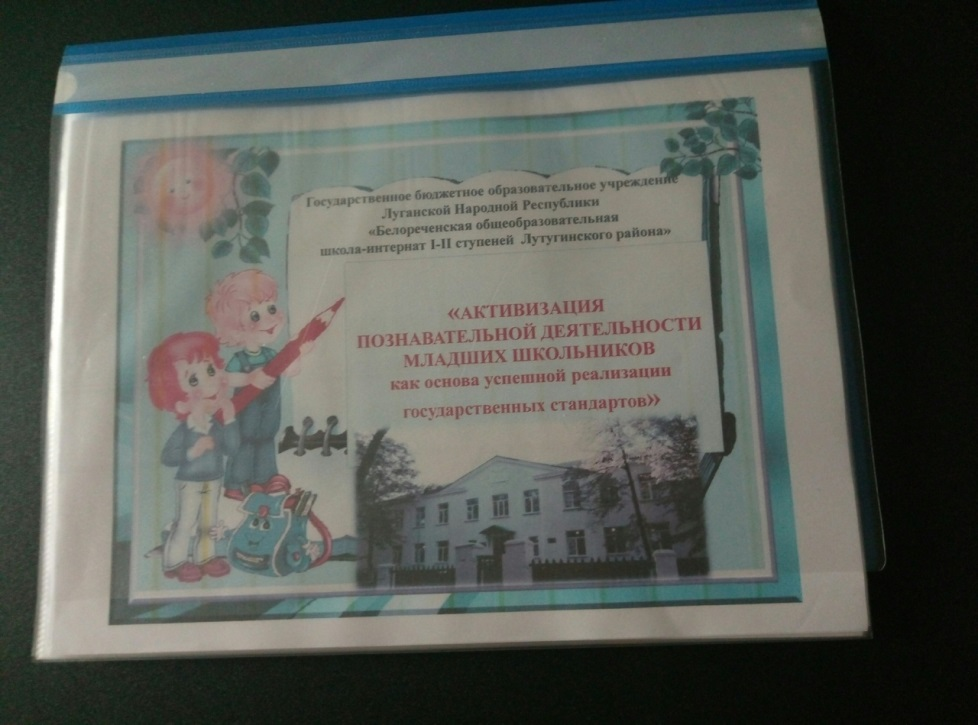 Государственное бюджетное образовательное учреждение
Луганской Народной Республики
«Белореченская общеобразовательная
школа-интернат I-II ступеней Лутугинского района»
«АКТИВИЗАЦИЯ
ПОЗНАВАТЕЛЬНОЙ ДЕЯТЕЛЬНОСТИ
МЛАДШИХ ШКОЛЬНИКОВ
как основа успешной реализации
государственных стандартов»